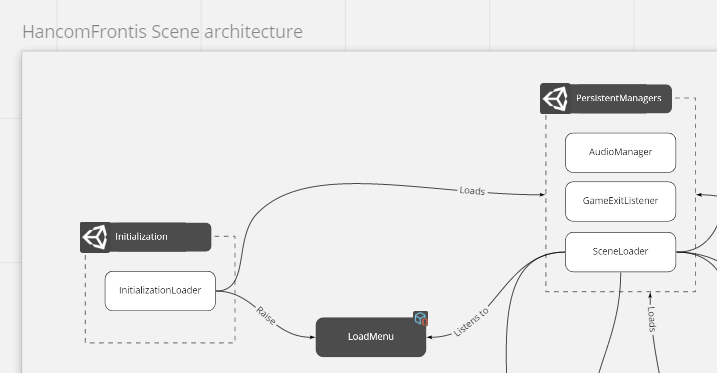 HancomFrontis Scene architecture
PersistentManagers
AudioManager
Loads
GameExitListener
Initialization
SceneLoader
InitializationLoader
Raise
Listens to
Loads
LoadMenu